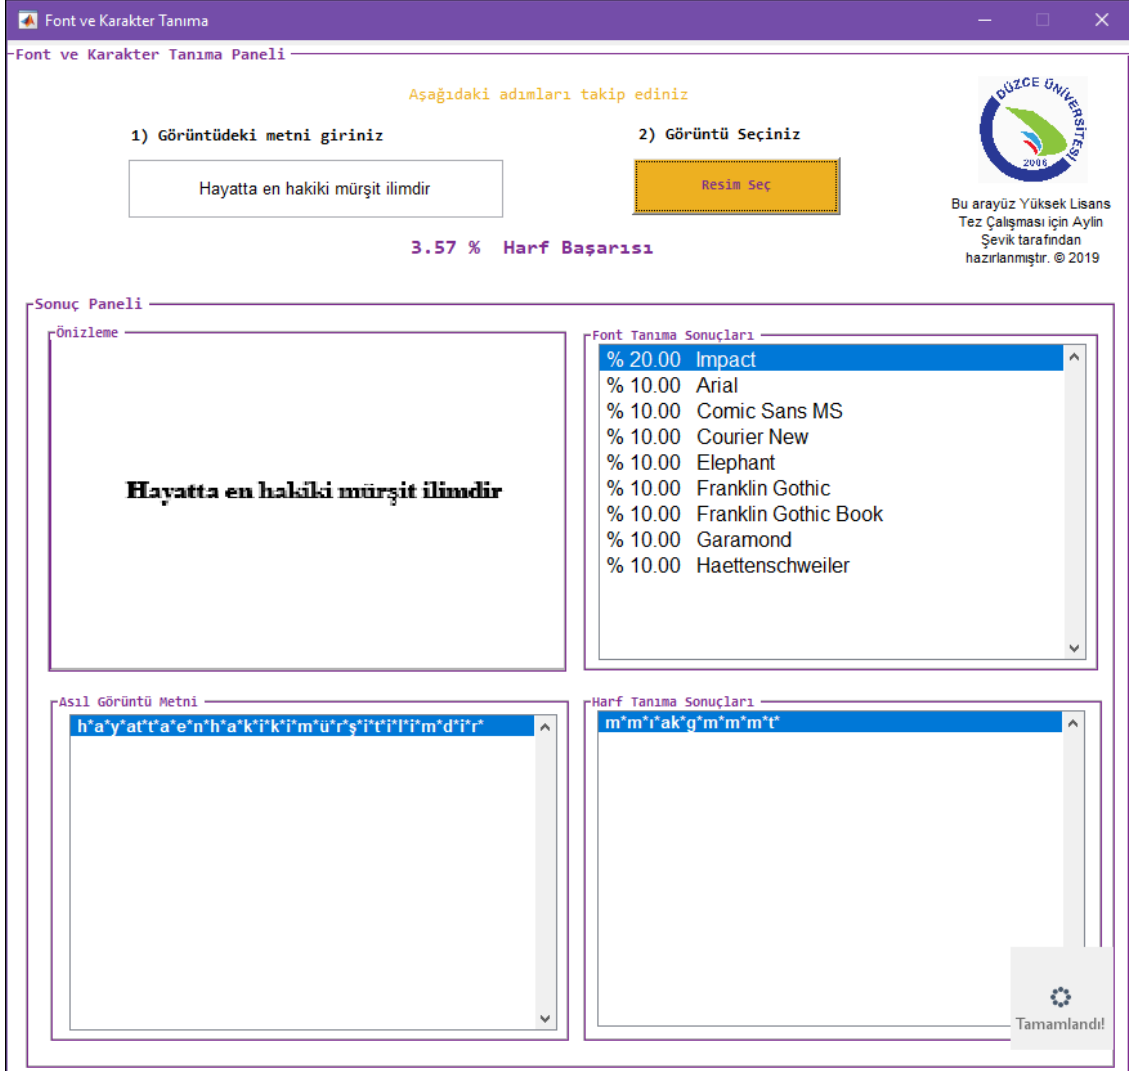 Font ve Karakter Tanıma
Font ve Karakter Tanıma Paneli
Aşağıdaki adımları takip ediniz
1) Görüntüdeki metni giriniz
Hayatta en hakiki mürşit ilimdir
2) Görüntü Seçiniz
Resim Seç
DÜZCE ÜNİVERSİTESİ
2006
Bu arayüz Yüksek Lisans
Tez Çalışması için Aylin
Şevik tarafından
hazırlanmıştır. © 2019
3.57 % Harf Başarısı
Sonuç Paneli
Önizleme
Hayatta en hakiki mürşit ilimdir
Font Tanıma Sonuçları
% 20.00 Impact
% 10.00 Arial
% 10.00 Comic Sans MS
% 10.00 Courier New
% 10.00 Elephant
% 10.00 Franklin Gothic
% 10.00 Franklin Gothic Book
% 10.00 Garamond
% 10.00 Haettenschweiler
Asıl Görüntü Metni
h*a*y*at*t*a*e*n*h*a*k*i*k*i*m*ü*r*ş*i*t*i*l*i*m*d*i*r*
Harf Tanıma Sonuçları
m*m*ı*ak*g*m*m*m*t*
Tamamlandı!